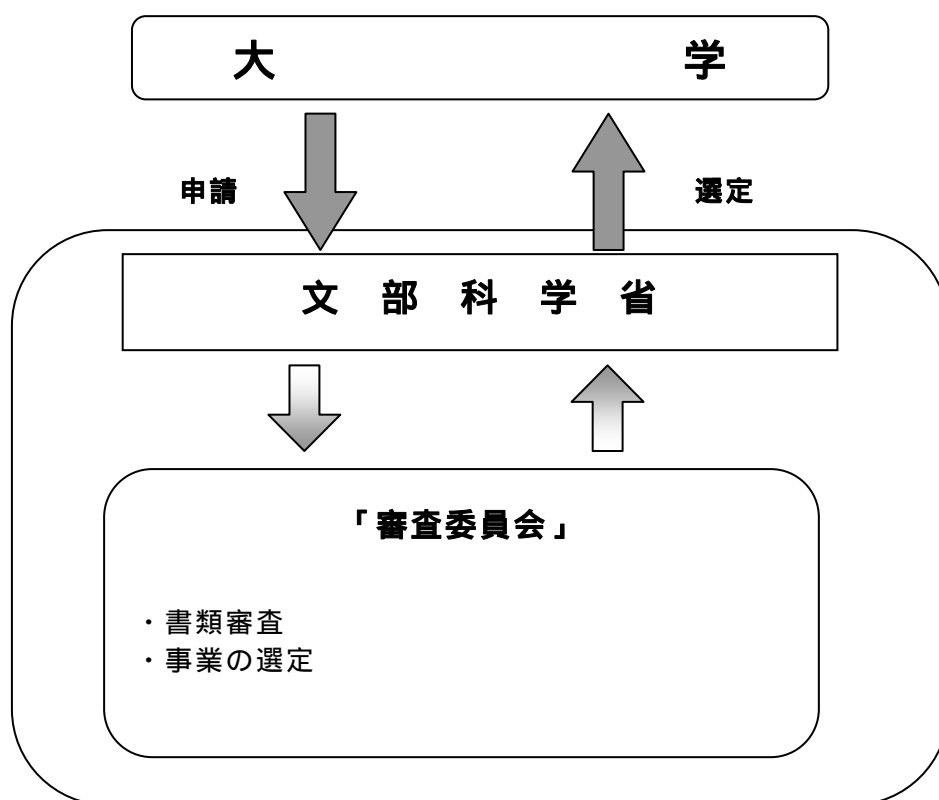 大 学
申請 選定
文 部 科 学 省
「審査委員会」
・書類審査
・事業の選定